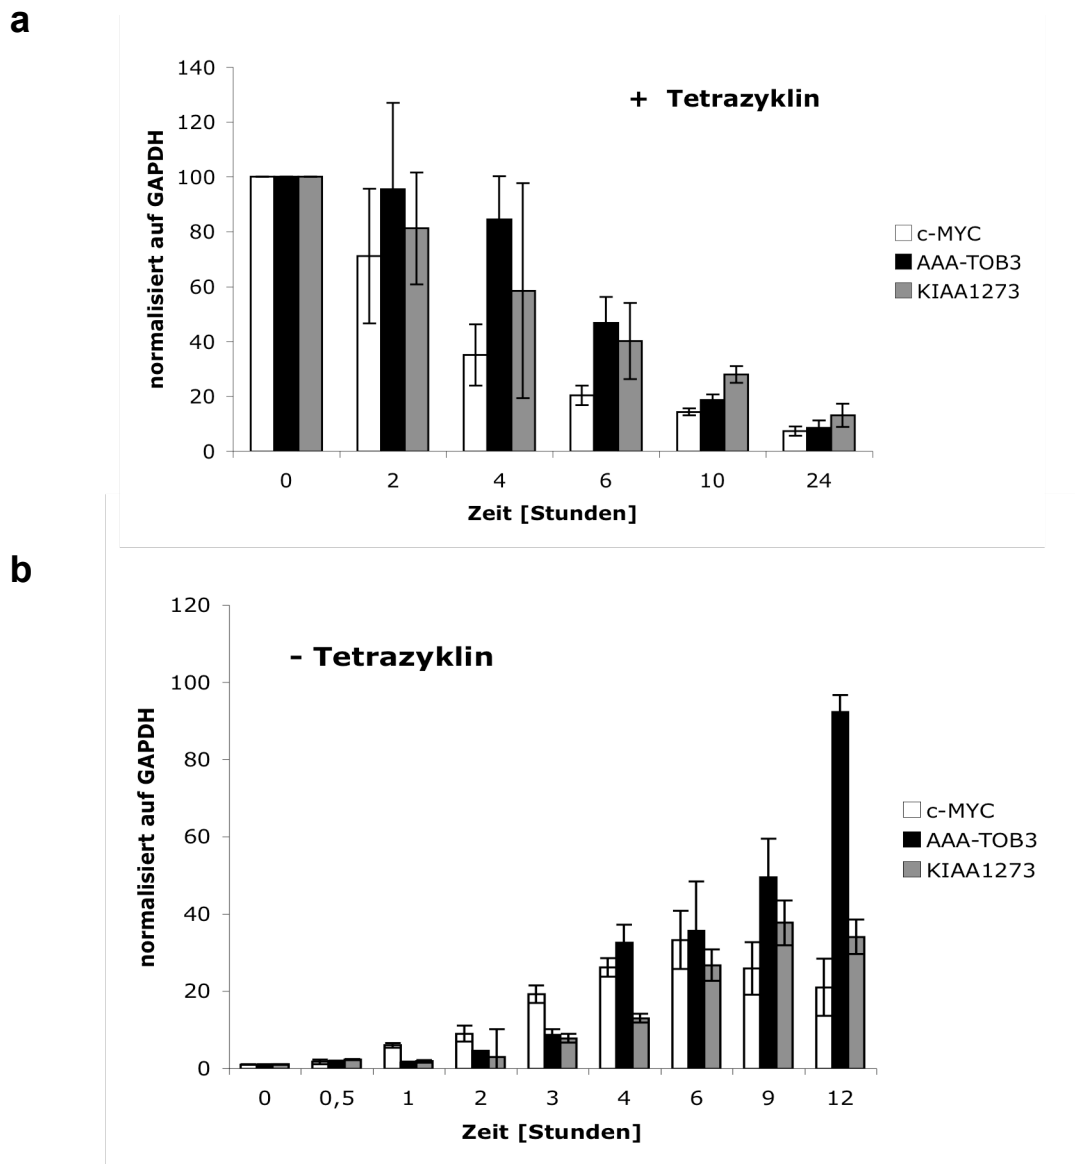 a
+ Tetrazyklin
normalisiert auf GAPDH
140
120
100
80
60
40
20
0
0 2 4 6 10 24
Zeit [Stunden]
c-MYC
AAA-TOB3
KIAA1273
b
- Tetrazyklin
normalisiert auf GAPDH
120
100
80
60
40
20
0
0 0,5 1 2 3 4 6 9 12
Zeit [Stunden]
c-MYC
AAA-TOB3
KIAA1273